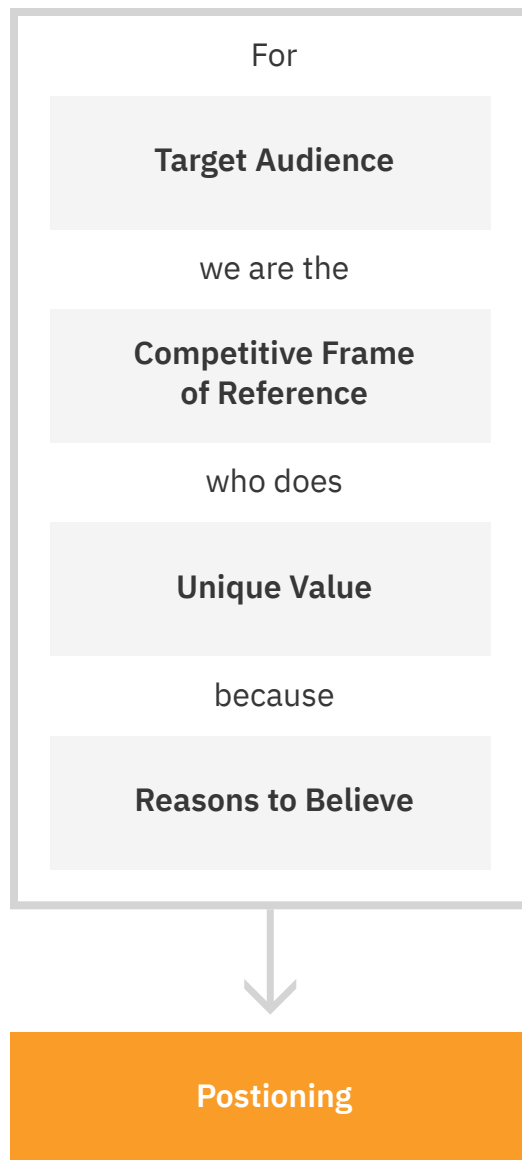 For
Target Audience
we are the
Competitive Frame
of Reference
who does
Unique Value
because
Reasons to Believe
Postioning